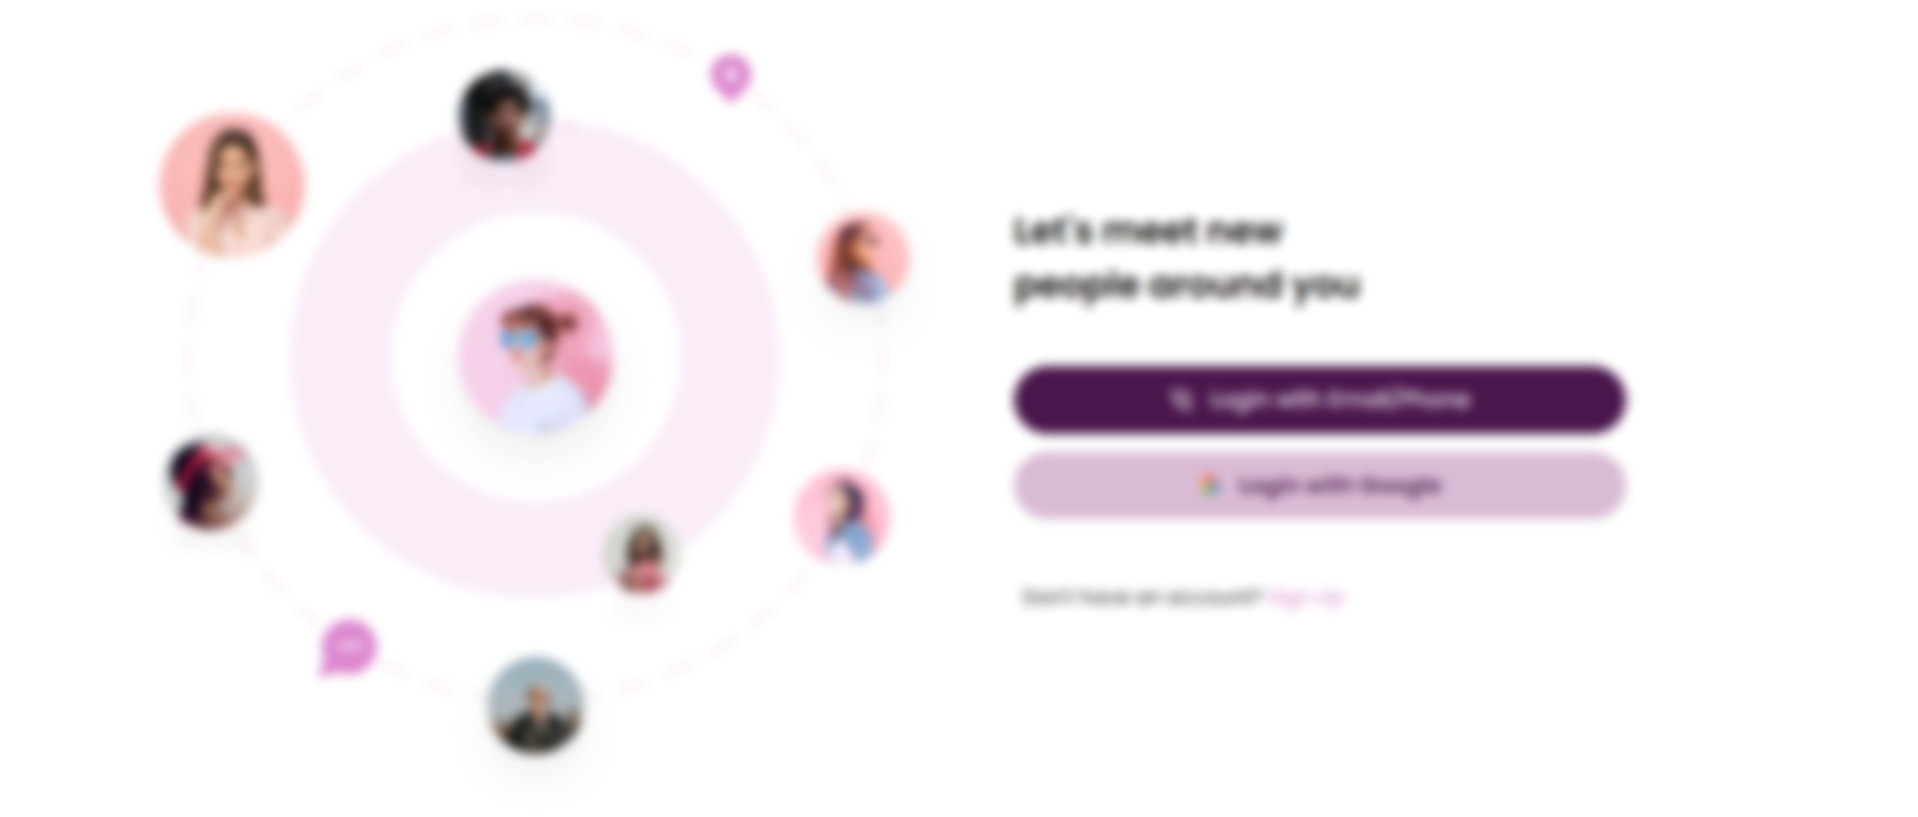 Let's meet new
people around you
Login with Email/Phone
Login with Google
Don't have an account? Sign Up